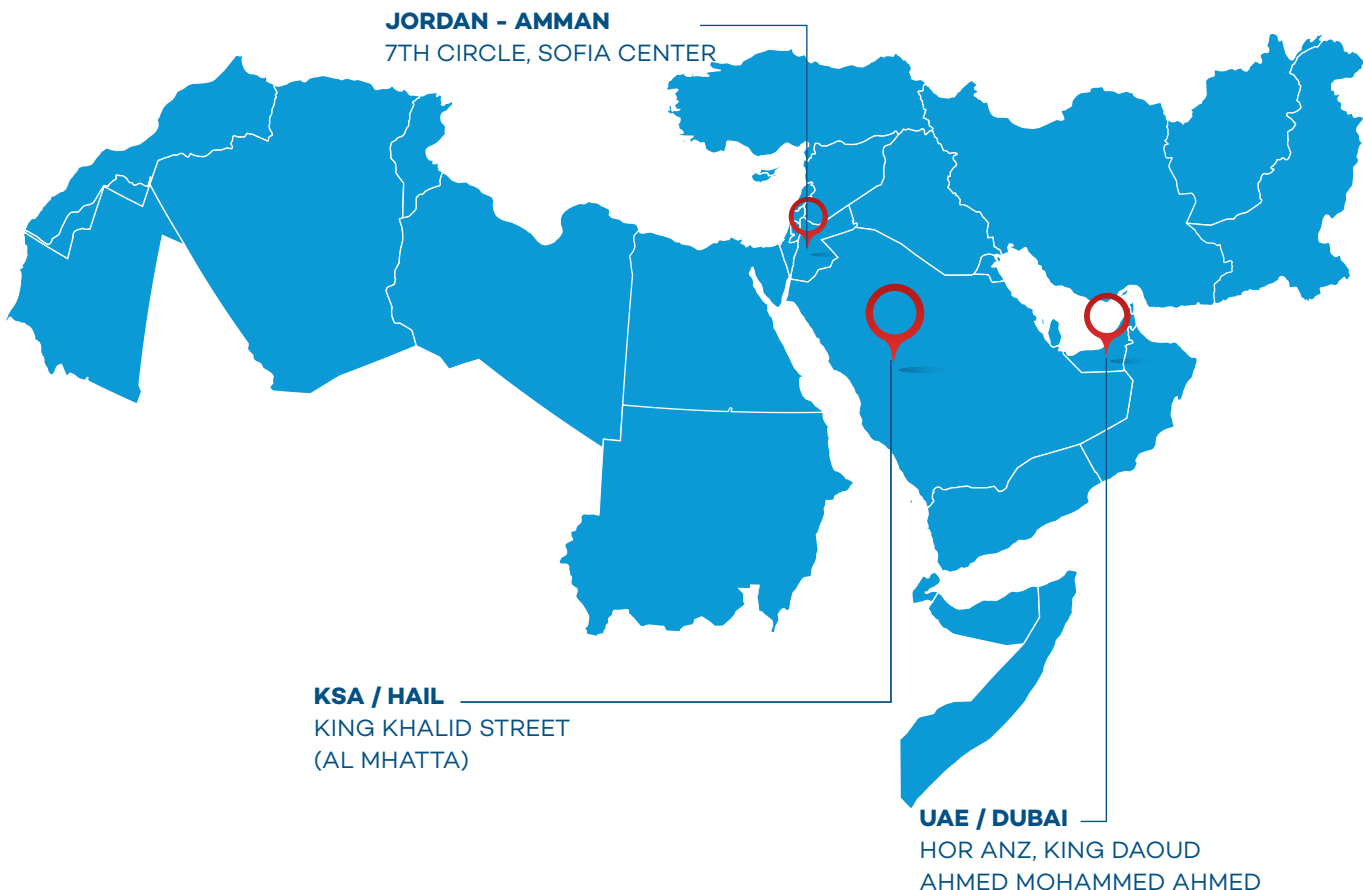 JORDAN - AMMAN
7TH CIRCLE, SOFIA CENTER
KSA / HAIL
KING KHALID STREET
(AL MHATTA)
UAE / DUBAI
HOR ANZ, KING DAOUD
AHMED MOHAMMED AHMED